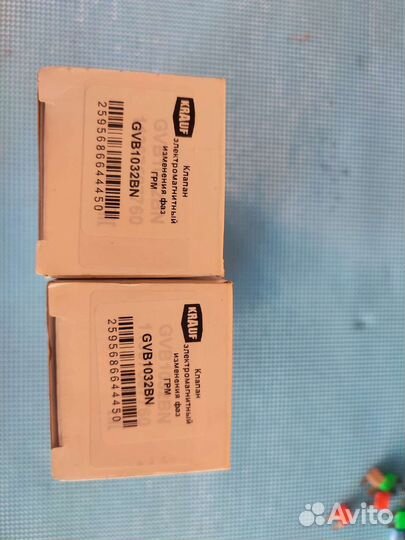 KRAUF
Клапан
электромагнитный
изменения фаз
ГРМ
GVB1032BN
2595686644450
KRAUF
Клапан
электромагнитный
изменения фаз
ГРМ
GVB1032BN
2595686644450
Avito